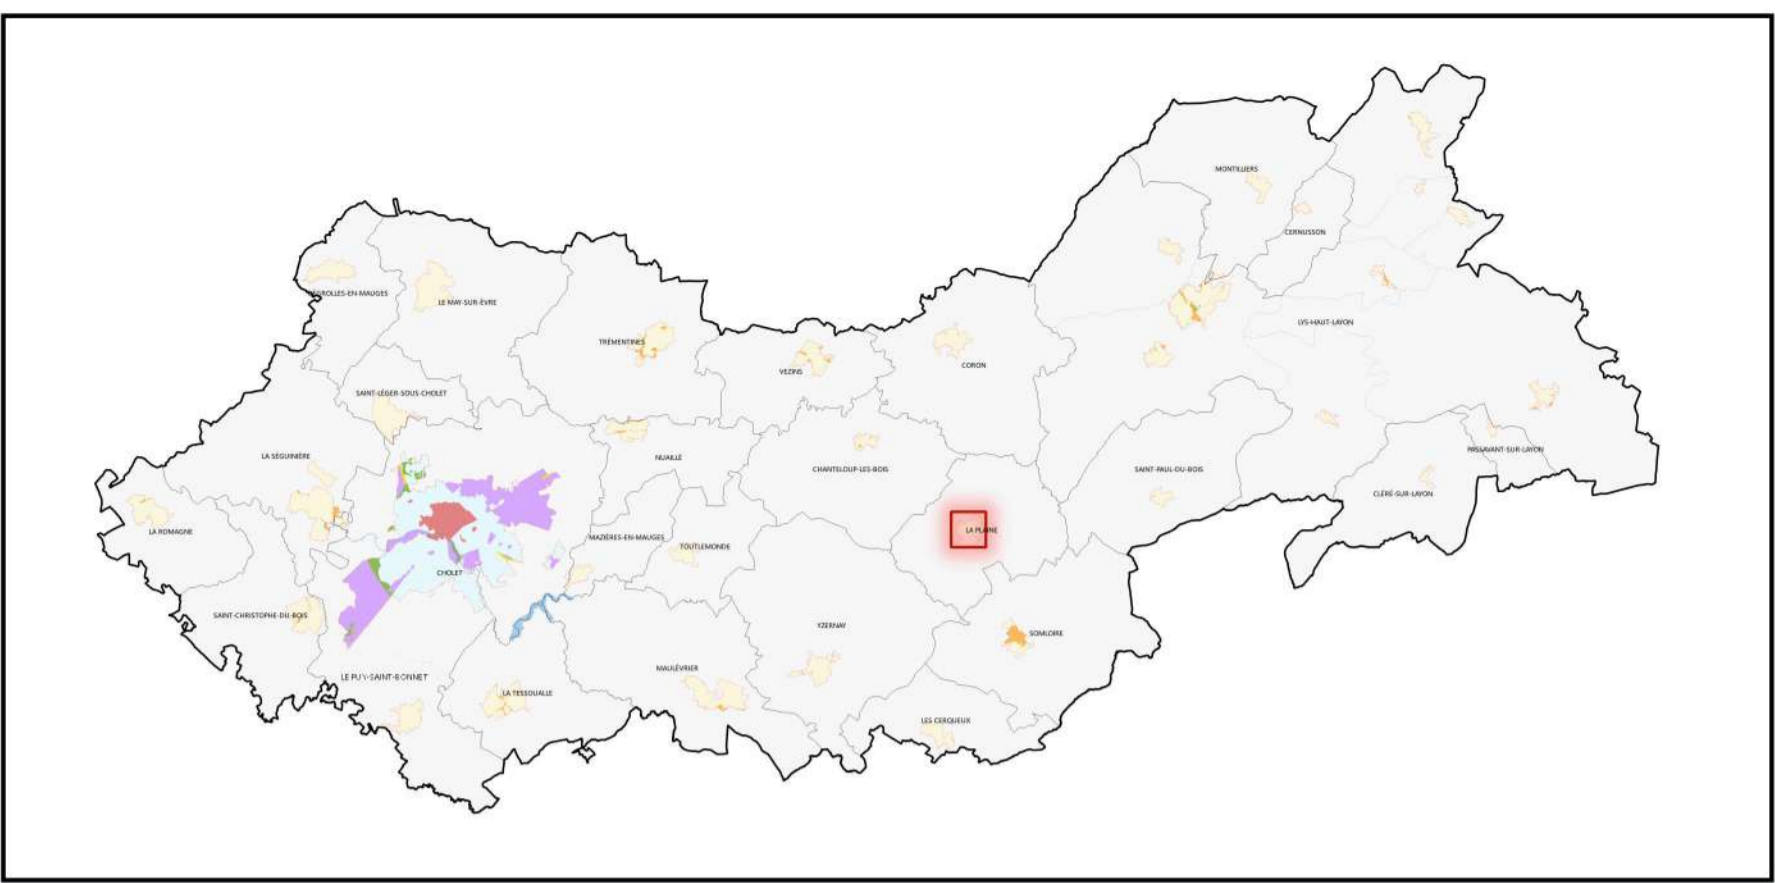 MONTILLIERS
CERNUSSON
BÉGROLLES-EN-MAUGES
LE MAY-SUR-ÈVRE
LYS-HAUT-LAYON
TRÉMENTINES
VEZINS
CORON
SAINT-LÉGER-SOUS-CHOLET
LA SÉGUINIÈRE
NUAILLÉ
CHANTELOUP-LES-BOIS
SAINT-PAUL-DU-BOIS
PASSAVANT-SUR-LAYON
CLÉRÉ-SUR-LAYON
LA ROMAGNE
LA PLAINE
MAZIÈRES-EN-MAUGES
TOUTLEMONDE
CHOLET
SAINT-CHRISTOPHE-DU-BOIS
YZERNAY
SOMLOIRE
MAULÉVRIER
LE PUY-SAINT-BONNET
LA TESSOUALLE
LES CERQUEUX